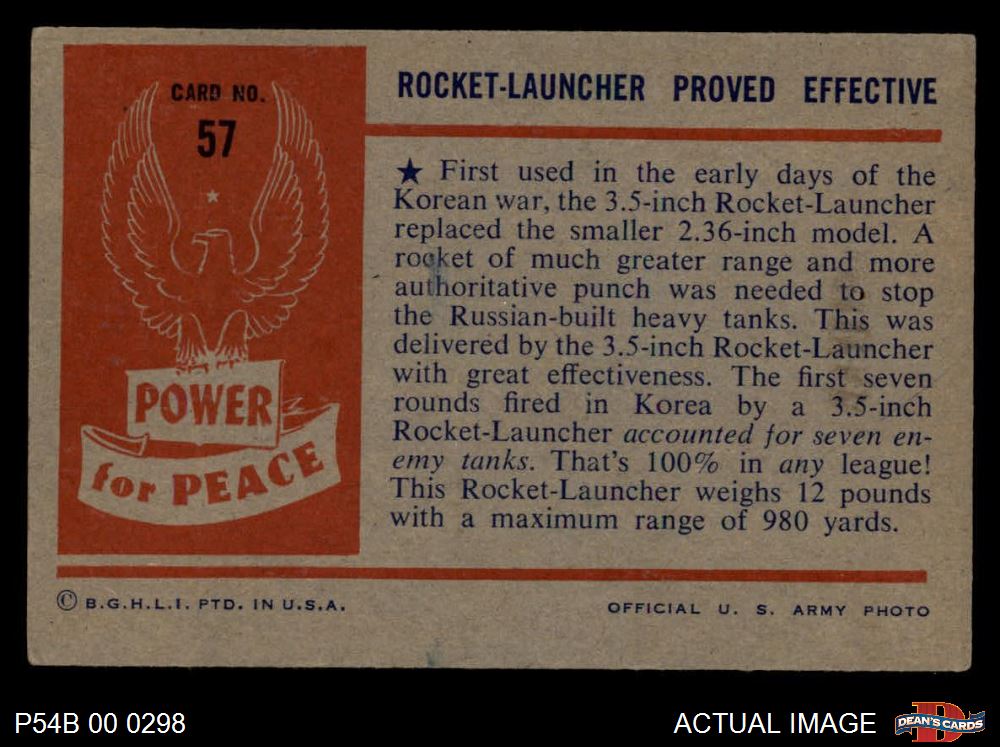 CARD NO.
57
POWER
for PEACE
ROCKET-LAUNCHER PROVED EFFECTIVE
★ First used in the early days of the
Korean war, the 3.5-inch Rocket-Launcher
replaced the smaller 2.36-inch model. A
rocket of much greater range and more
authoritative punch was needed to stop
the Russian-built heavy tanks. This was
delivered by the 3.5-inch Rocket-Launcher
with great effectiveness. The first seven
rounds fired in Korea by a 3.5-inch
Rocket-Launcher accounted for seven en-
emy tanks. That's 100% in any league!
This Rocket-Launcher weighs 12 pounds
with a maximum range of 980 yards.
© B.G.H.L.I. PTD. IN U.S.A.
OFFICIAL U. S. ARMY PHOTO
P54B 00 0298
ACTUAL IMAGE
DEAN'S CARDS